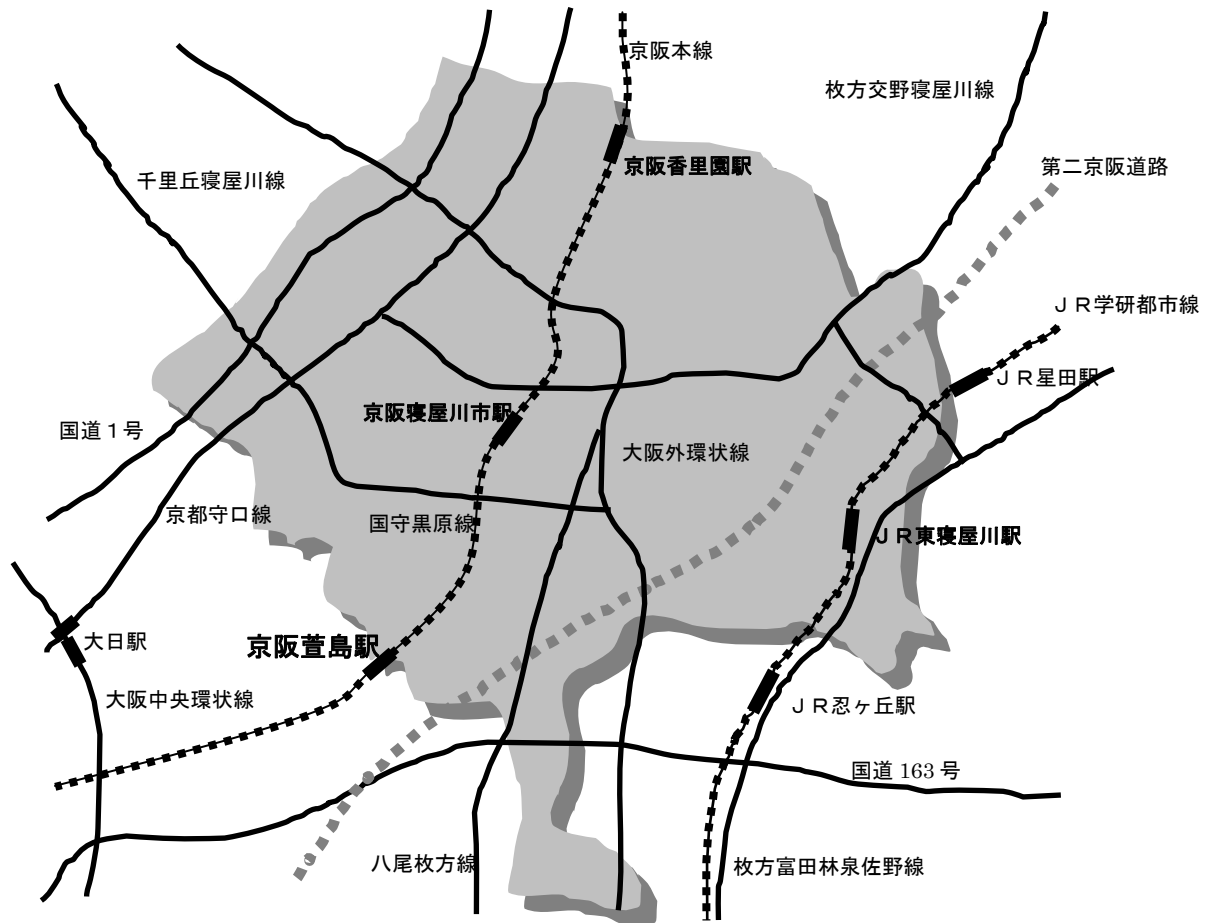 京阪本線
枚方交野寝屋川線
京阪香里園駅
第二京阪道路
千里丘寝屋川線
ＪＲ学研都市線
ＪＲ星田駅
京阪寝屋川市駅
国道１号
大阪外環状線
京都守口線
国守黒原線
ＪＲ東寝屋川駅
大日駅
京阪萱島駅
大阪中央環状線
ＪＲ忍ヶ丘駅
国道 163 号
八尾枚方線
枚方富田林泉佐野線